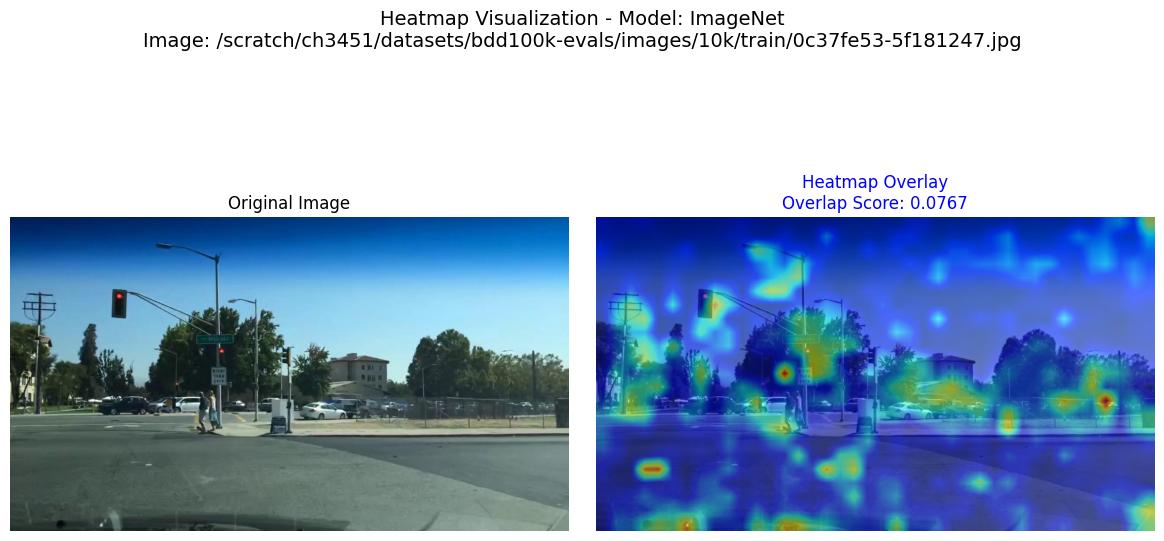 Heatmap Visualization - Model: ImageNet
Image: /scratch/ch3451/datasets/bdd100k-evals/images/10k/train/0c37fe53-5f181247.jpg
Original Image
Heatmap Overlay
Overlap Score: 0.0767